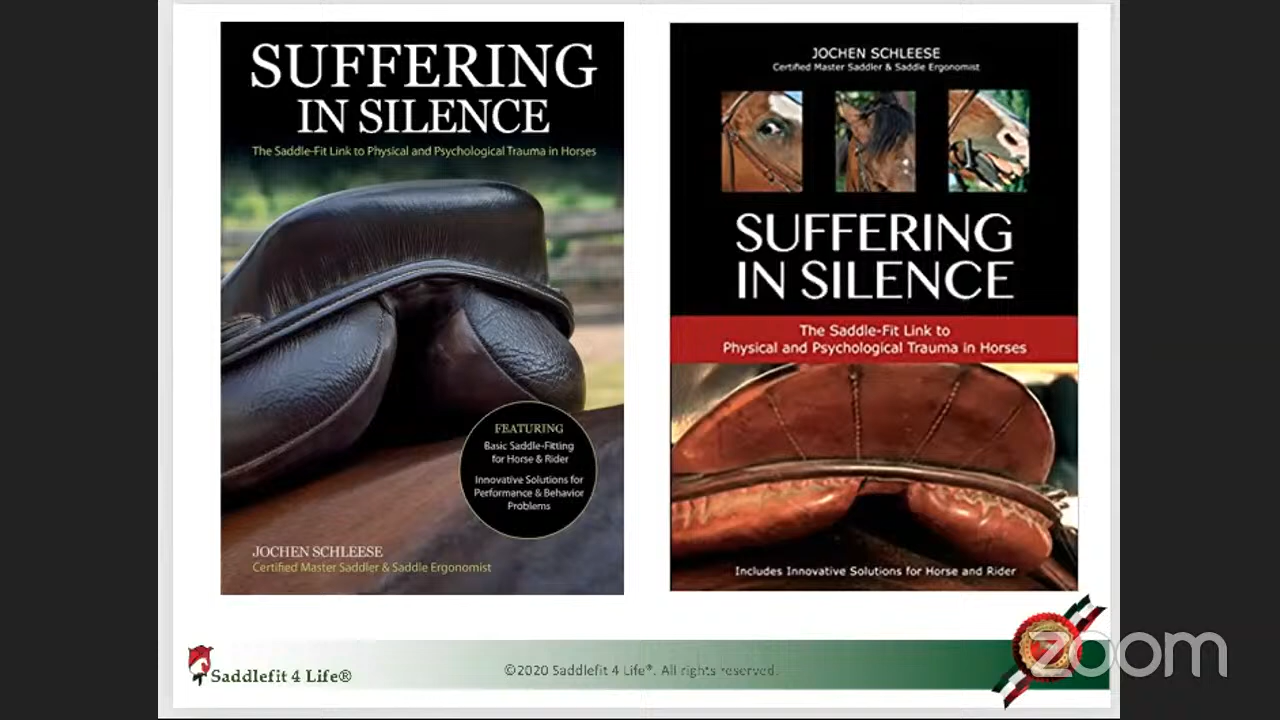 SUFFERING
IN SILENCE
The Saddle-Fit Link to Physical and Psychological Trauma in Horses
FEATURING
Basic Saddle-Fitting
for Horse & Rider
Innovative Solutions for
Performance & Behavior
Problems
JOCHEN SCHLEESE
Certified Master Saddler & Saddle Ergonomist
JOCHEN SCHLEESE
Certified Master Saddler & Saddle Ergonomist
SUFFERING
IN SILENCE
The Saddle-Fit Link to
Physical and Psychological Trauma in Horses
Includes Innovative Solutions for Horse and Rider
Saddlefit 4 Life®
©2020 Saddlefit 4 Life®. All rights reserved.
zoom